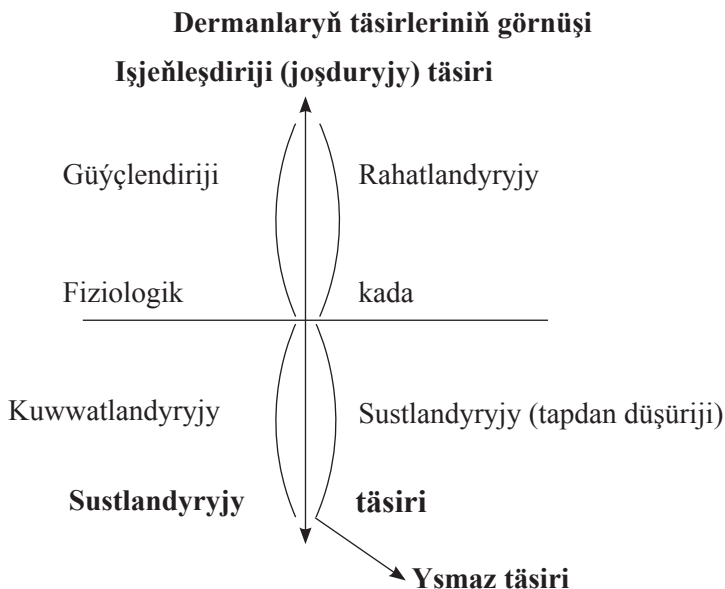 Dermanlaryň täsirleriniň görnüşi
Işjeňleşdiriji (joşduryjy) täsiri
Güýçlendiriji Rahatlandyryjy
Fiziologik kada
Kuwwatlandyryjy Sustlandyryjy (tapdan düşüriji)
Sustlandyryjy täsiri
Ysmaz täsiri